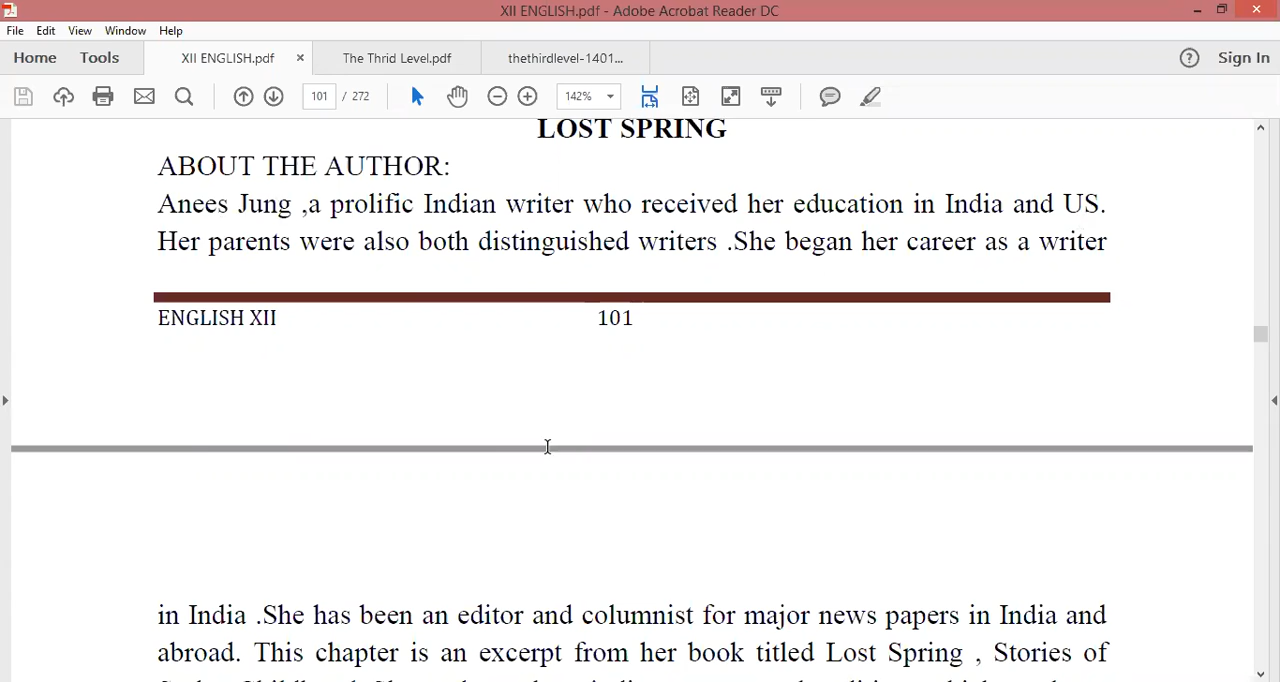 XII ENGLISH.pdf - Adobe Acrobat Reader DC
File Edit View Window Help
Home Tools XII ENGLISH.pdf × The Thrid Level.pdf thethirdlevel-1401... ? Sign In
101 / 272 142%
LOST SPRING
ABOUT THE AUTHOR:
Anees Jung ,a prolific Indian writer who received her education in India and US.
Her parents were also both distinguished writers .She began her career as a writer
ENGLISH XII 101
in India .She has been an editor and columnist for major news papers in India and
abroad. This chapter is an excerpt from her book titled Lost Spring , Stories of